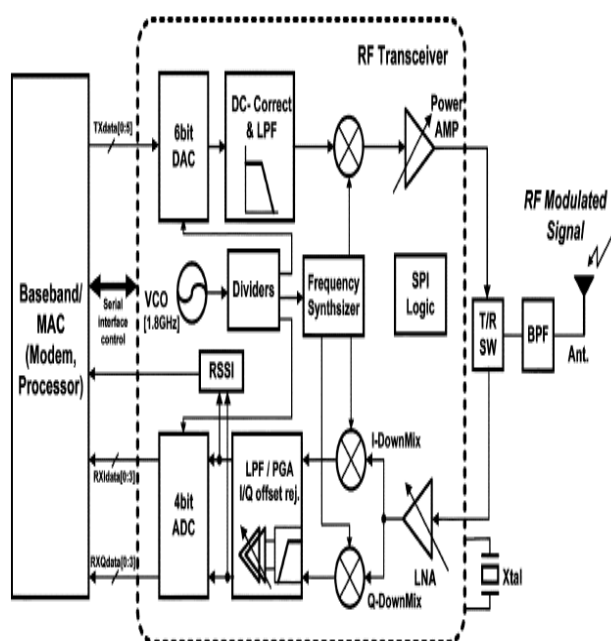 RF Transceiver
TXdata[0:5]
6bit
DAC
DC- Correct
& LPF
Power
AMP
RF Modulated
Signal
Baseband/
MAC
(Modem,
Processor)
Serial
interface
control
VCO
[1.8GHz]
Dividers
Frequency
Synthsizer
SPI
Logic
T/R
SW
BPF
Ant.
RSSI
RXIdata[0:3]
RXQdata[0:3]
4bit
ADC
LPF / PGA
I/Q offset rej.
I-DownMix
Q-DownMix
LNA
Xtal